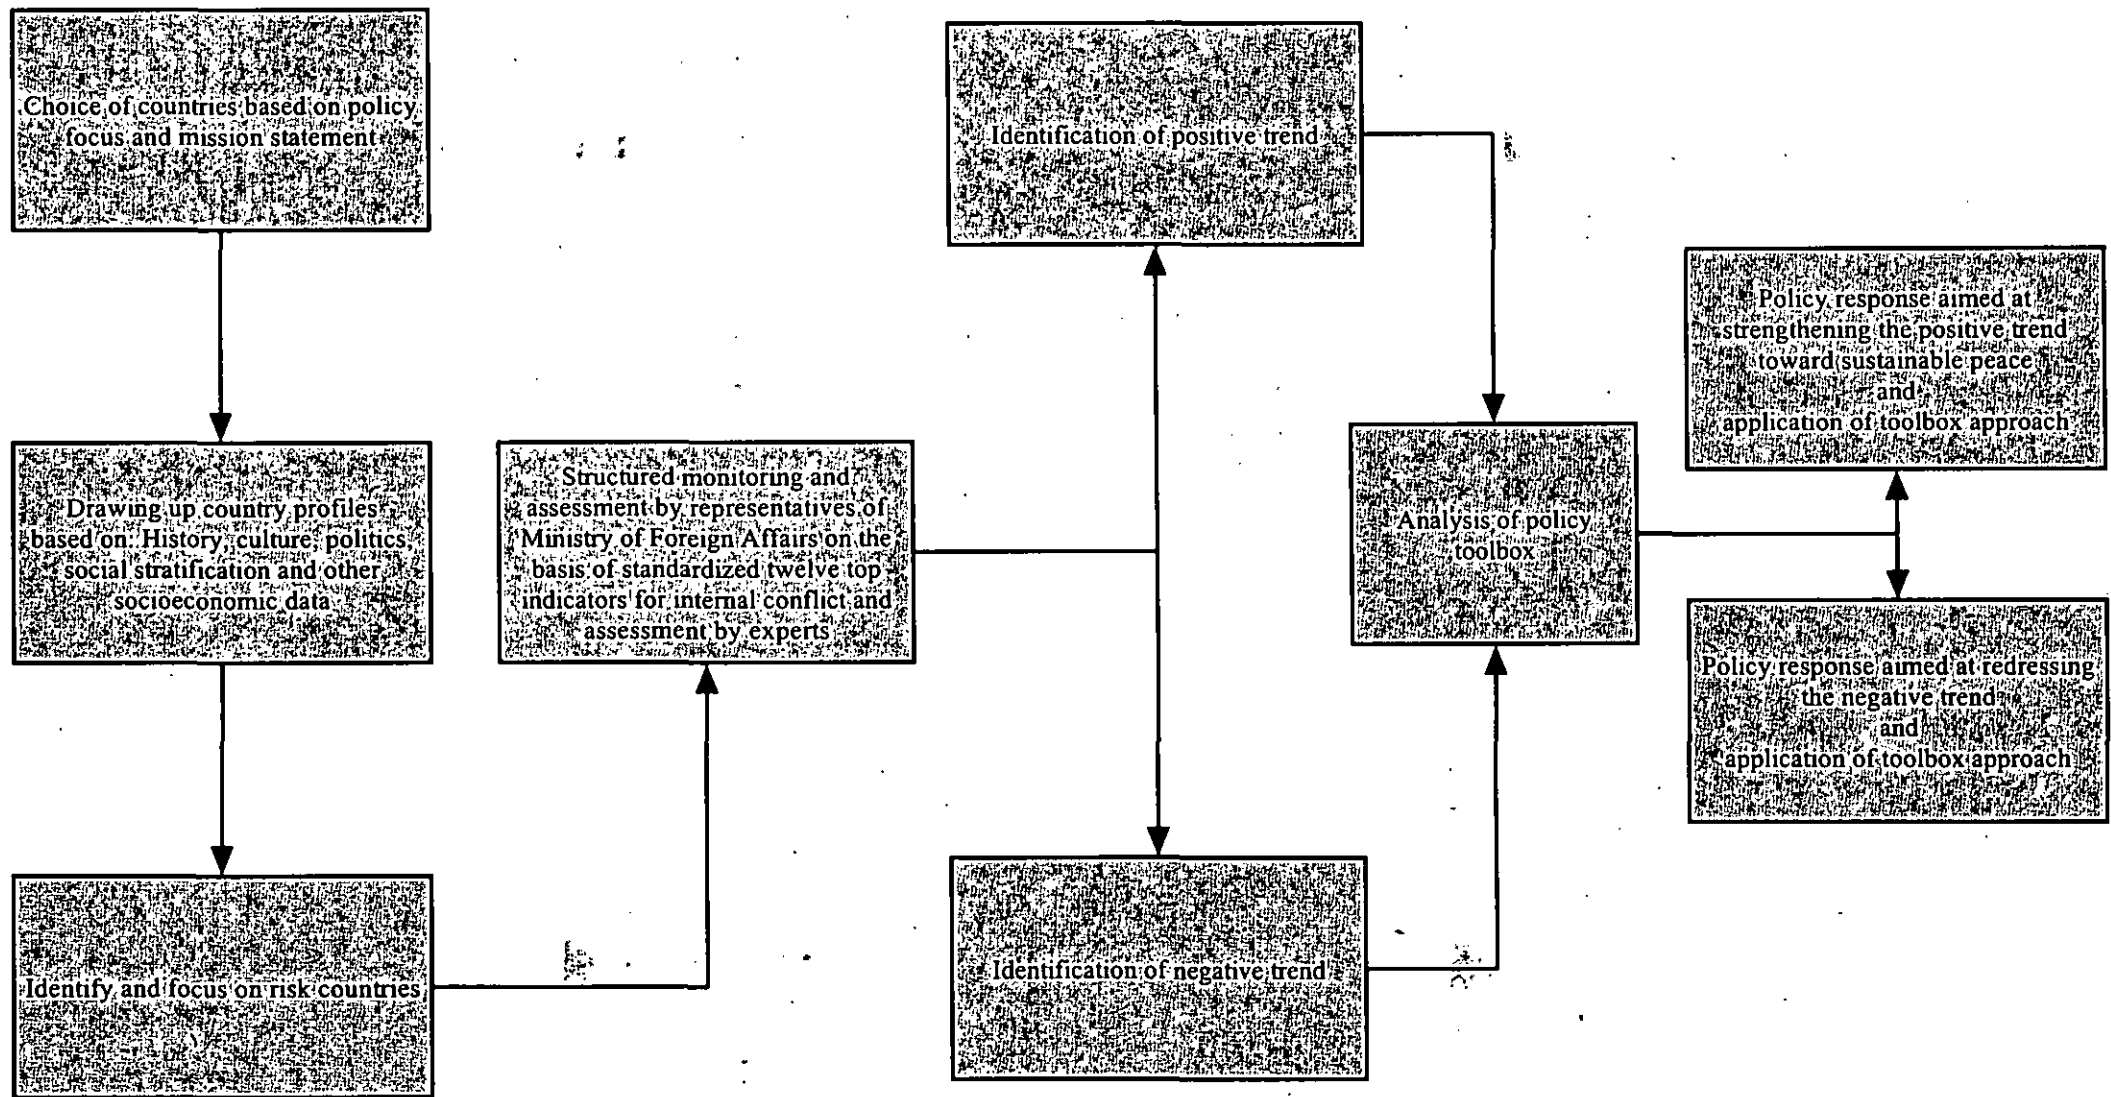 Choice of countries based on policy
focus and mission statement
Drawing up country profiles
based on: History, culture, politics
social stratification and other
socioeconomic data
Identify and focus on risk countries
Structured monitoring and
assessment by representatives of
Ministry of Foreign Affairs on the
basis of standardized twelve top
indicators for internal conflict and
assessment by experts
Identification of positive trend
Identification of negative trend
Analysis of policy
toolbox
Policy response aimed at
strengthening the positive trend
toward sustainable peace
and
application of toolbox approach
Policy response aimed at redressing
the negative trend
and
application of toolbox approach